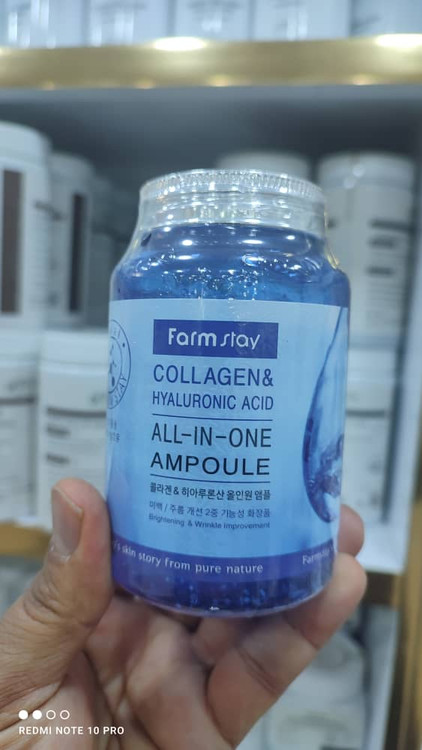 Farmstay
COLLAGEN&
HYALURONIC ACID
ALL-IN-ONE
AMPOULE
콜라겐 & 히아루론산 올인원 앰플
미백 / 주름 개선 2중 기능성 화장품
Brightening & Wrinkle Improvement
skin story from pure nature
REDMI NOTE 10 PRO